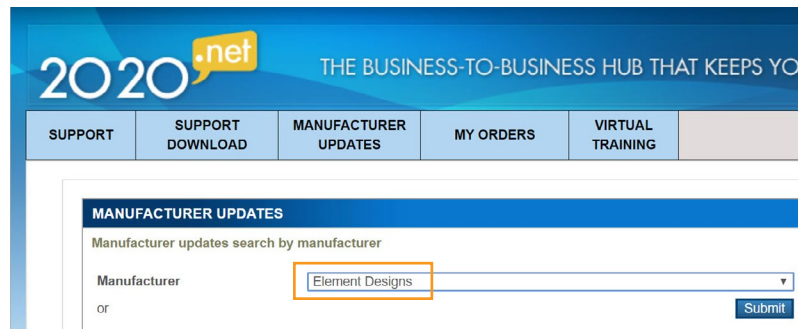 2020 .net
THE BUSINESS-TO-BUSINESS HUB THAT KEEPS
SUPPORT
SUPPORT
DOWNLOAD
MANUFACTURER
UPDATES
MY ORDERS
VIRTUAL
TRAINING
MANUFACTURER UPDATES
Manufacturer updates search by manufacturer
Manufacturer Element Designs
or Submit